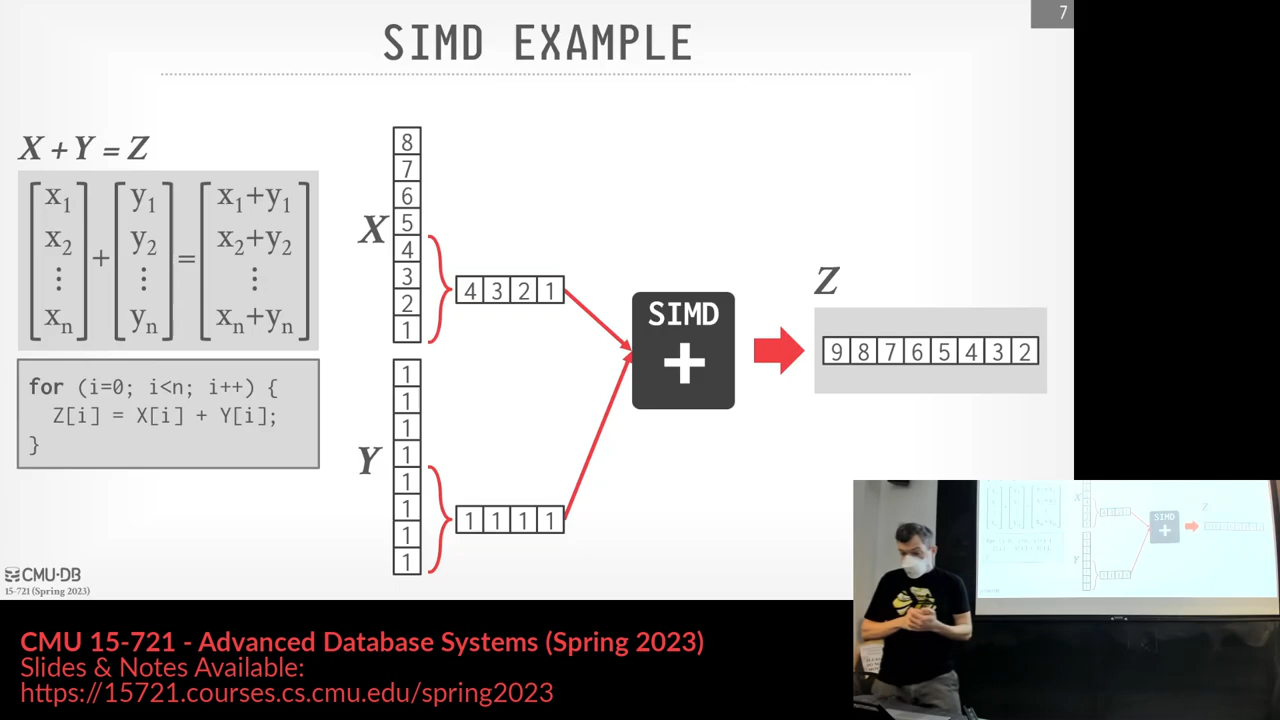 7
SIMD EXAMPLE
X + Y = Z
x1 + y1 = x1+y1
x2 y2 x2+y2
⋮ ⋮ ⋮
xn yn xn+yn
for (i=0; i<n; i++) {
Z[i] = X[i] + Y[i];
}
X
8
7
6
5
4
3
2
1
4 3 2 1
Y
1
1
1
1
1
1
1
1
1 1 1 1
SIMD
+
Z
9 8 7 6 5 4 3 2
CMU·DB
15-721 (Spring 2023)
CMU 15-721 - Advanced Database Systems (Spring 2023)
Slides & Notes Available:
https://15721.courses.cs.cmu.edu/spring2023
X
Y
SIMD
+
Z